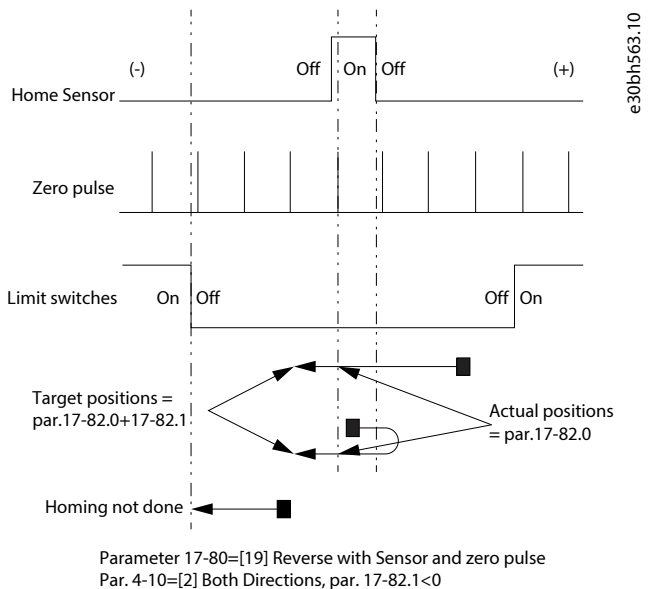 e30bh563.10
(-)
Off
On
Off
(+)
Home Sensor
Zero pulse
Limit switches
On
Off
Off
On
Target positions =
par.17-82.0+17-82.1
Actual positions
= par.17-82.0
Homing not done
Parameter 17-80=[19] Reverse with Sensor and zero pulse
Par. 4-10=[2] Both Directions, par. 17-82.1<0